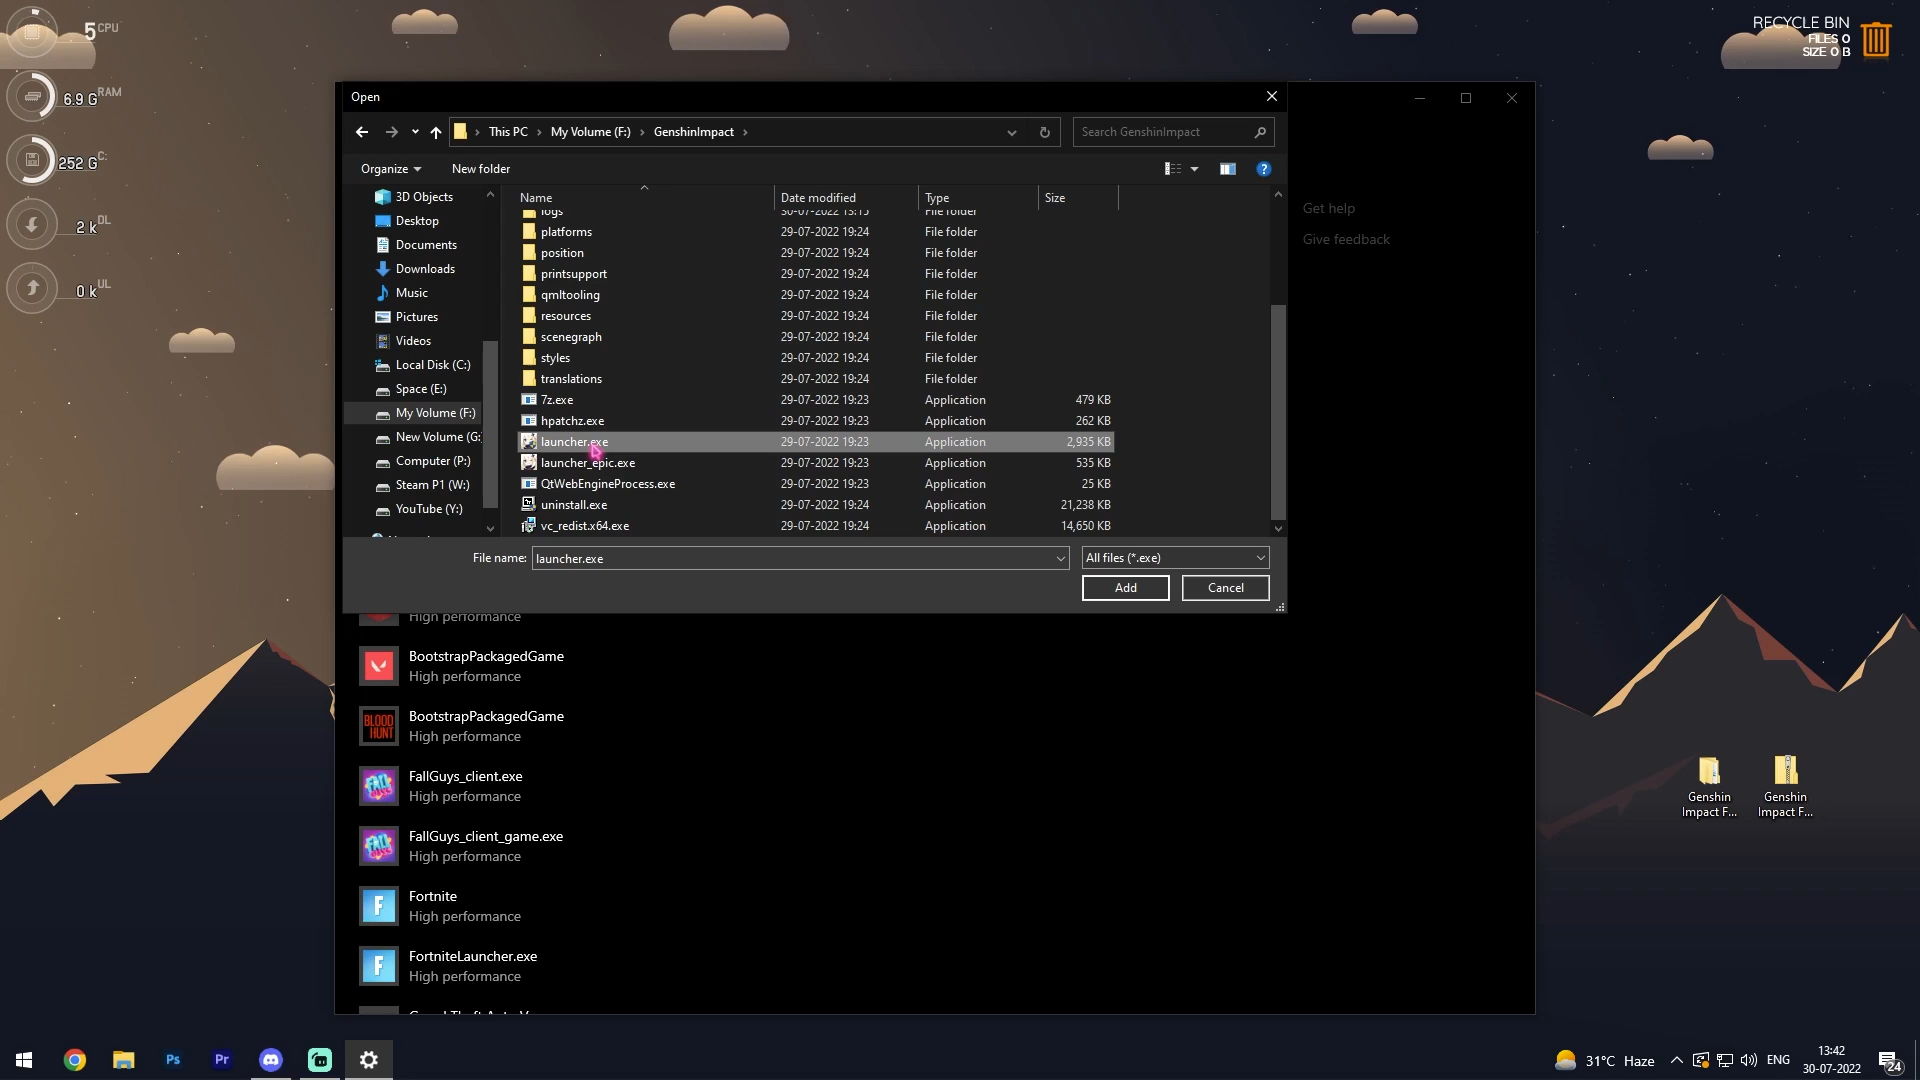 5 CPU
6.9 G RAM
252 G C:
2 k DL
0 k UL
RECYCLE BIN
FILES 0
SIZE 0 B
Open
This PC › My Volume (F:) › GenshinImpact ›
Search GenshinImpact
Organize
New folder
3D Objects
Desktop
Documents
Downloads
Music
Pictures
Videos
Local Disk (C:)
Space (E:)
My Volume (F:)
New Volume (G:
Computer (P:)
Steam P1 (W:)
YouTube (Y:)
Name Date modified Type Size
logs 30-07-2022 13:15 File folder
platforms 29-07-2022 19:24 File folder
position 29-07-2022 19:24 File folder
printsupport 29-07-2022 19:24 File folder
qmltooling 29-07-2022 19:24 File folder
resources 29-07-2022 19:24 File folder
scenegraph 29-07-2022 19:24 File folder
styles 29-07-2022 19:24 File folder
translations 29-07-2022 19:24 File folder
7z.exe 29-07-2022 19:23 Application 479 KB
hpatchz.exe 29-07-2022 19:23 Application 262 KB
launcher.exe 29-07-2022 19:23 Application 2,935 KB
launcher_epic.exe 29-07-2022 19:23 Application 535 KB
QtWebEngineProcess.exe 29-07-2022 19:23 Application 25 KB
uninstall.exe 29-07-2022 19:24 Application 21,238 KB
vc_redist.x64.exe 29-07-2022 19:24 Application 14,650 KB
File name: launcher.exe
All files (*.exe)
Add
Cancel
Get help
Give feedback
High performance
BootstrapPackagedGame
High performance
BLOOD
HUNT
BootstrapPackagedGame
High performance
FALL
FallGuys_client.exe
High performance
FALL
FallGuys_client_game.exe
High performance
F
Fortnite
High performance
F
FortniteLauncher.exe
High performance
Genshin
Impact F...
Genshin
Impact F...
Ps
Pr
31°C Haze
ENG
13:42
30-07-2022
24